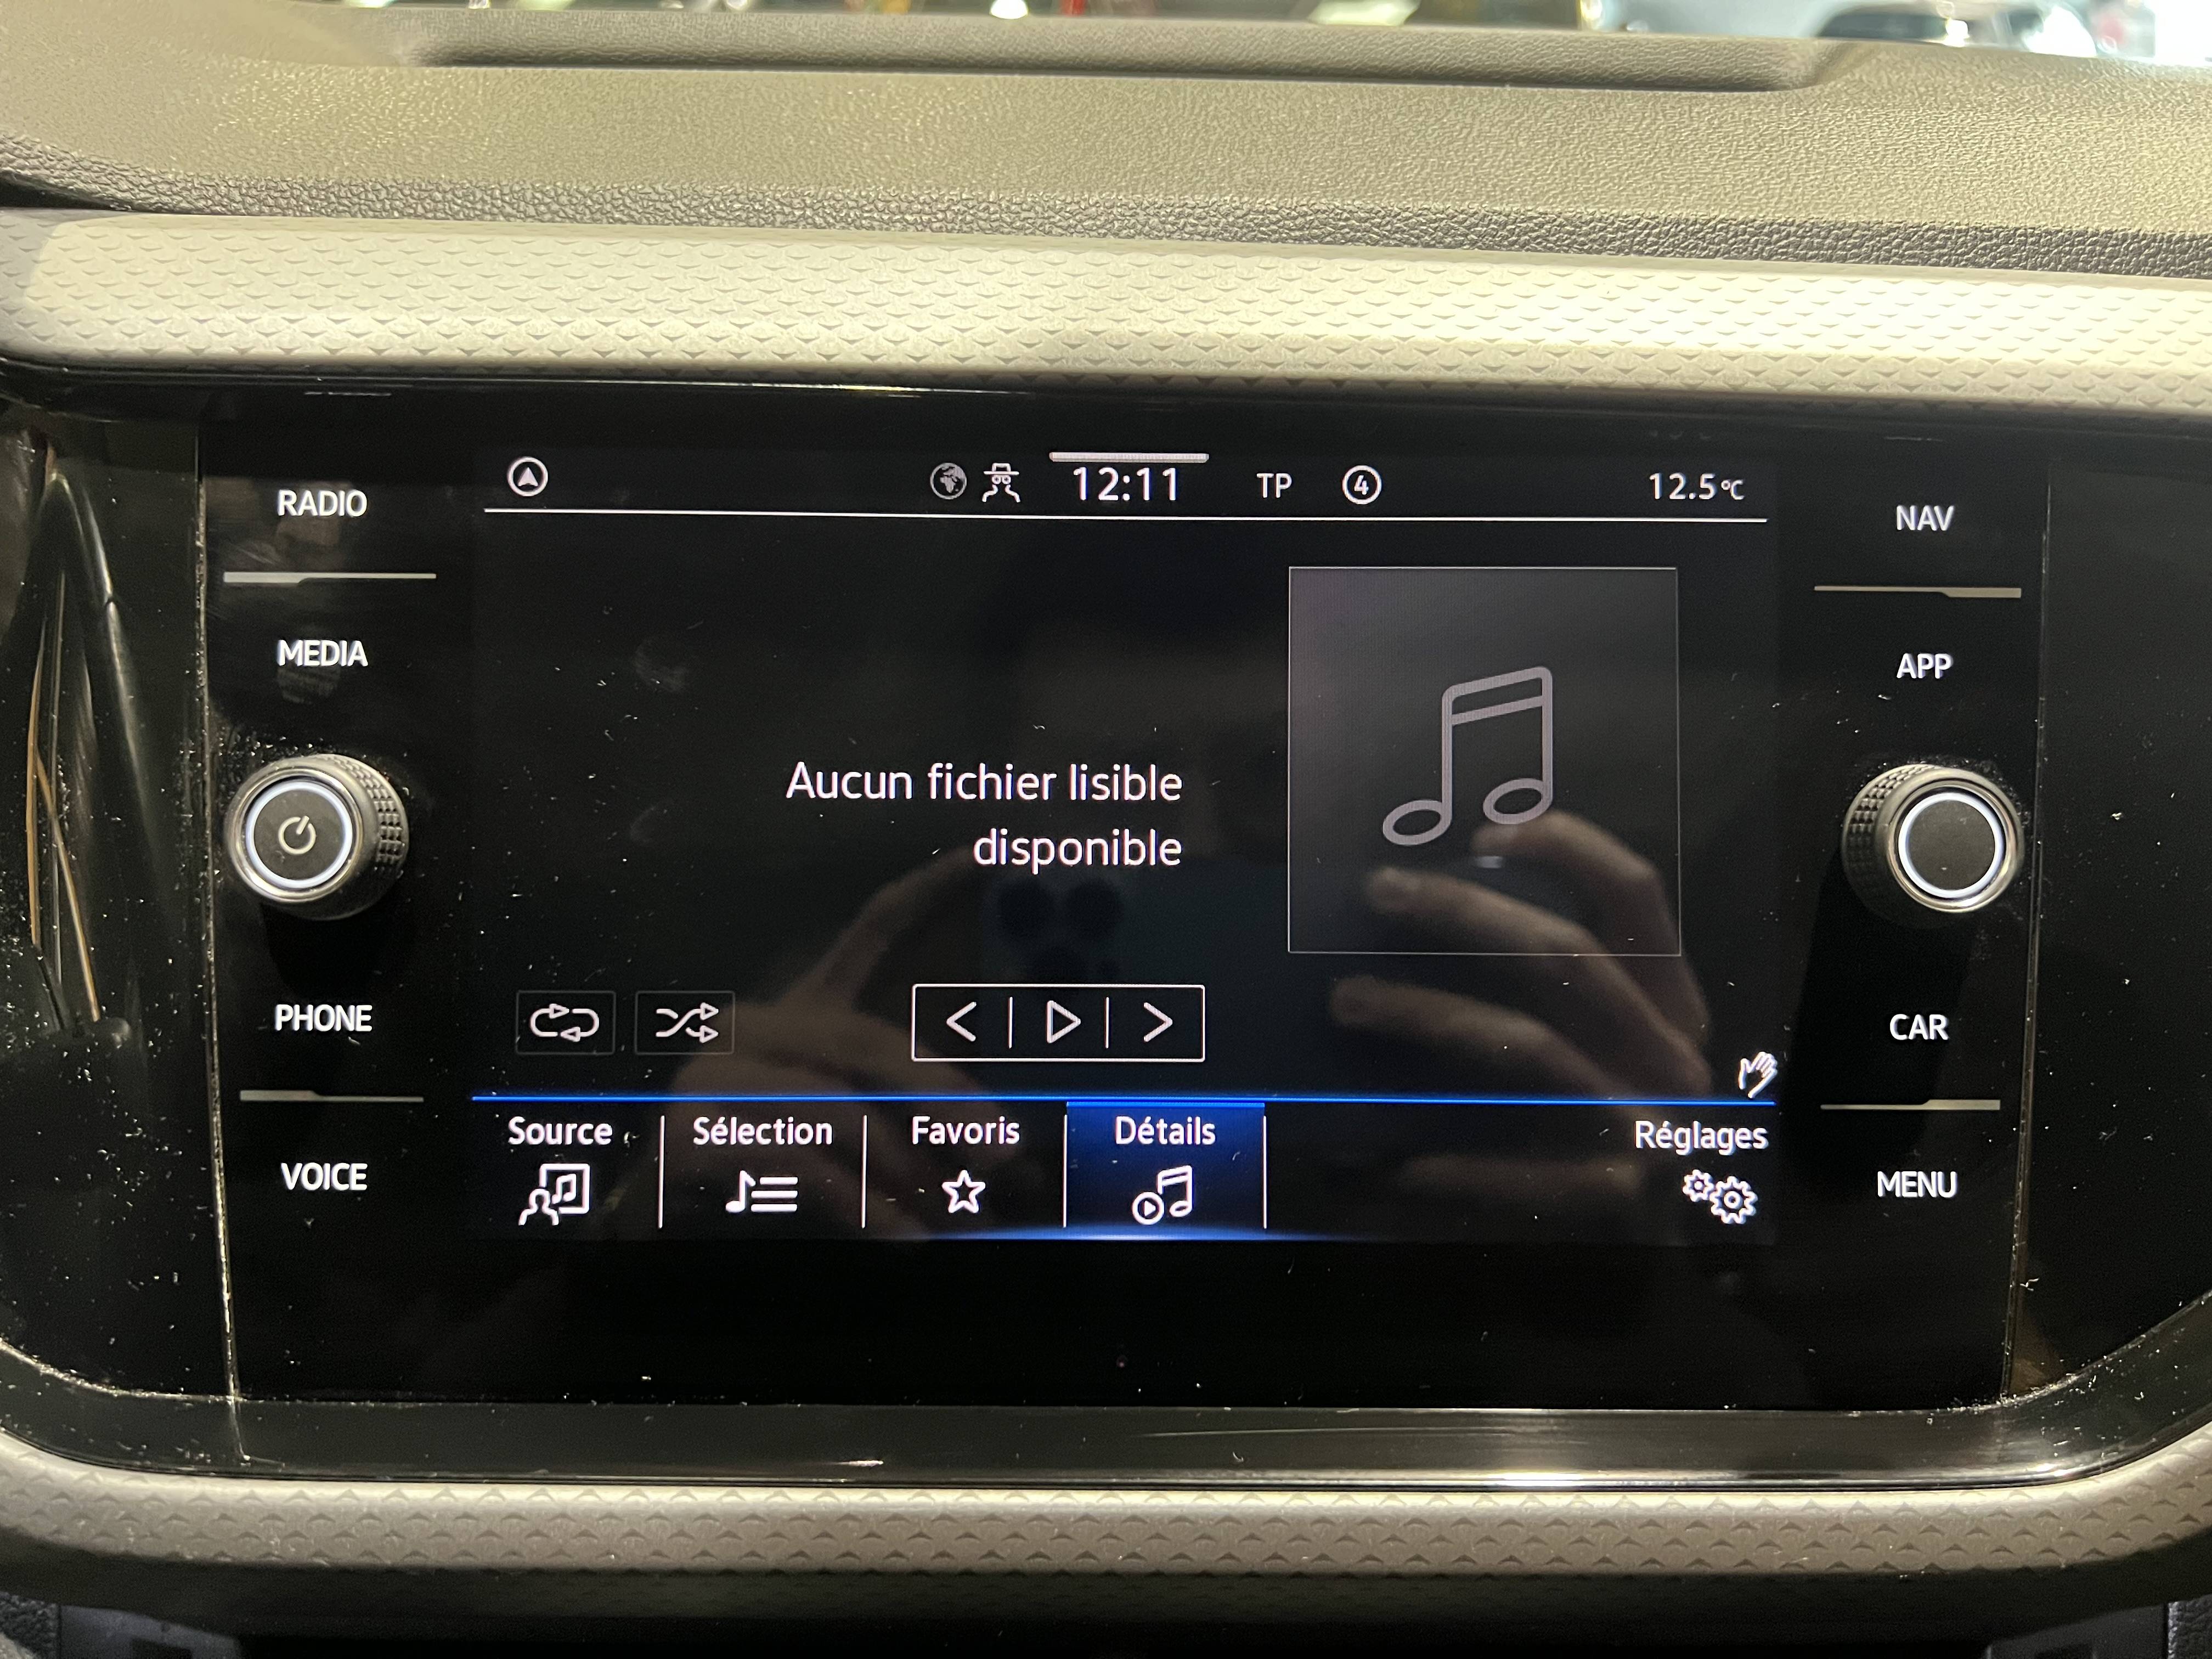 RADIO
MEDIA
PHONE
VOICE
12:11
TP
4
12.5°C
Aucun fichier lisible
disponible
Source
Sélection
Favoris
Détails
Réglages
NAV
APP
CAR
MENU